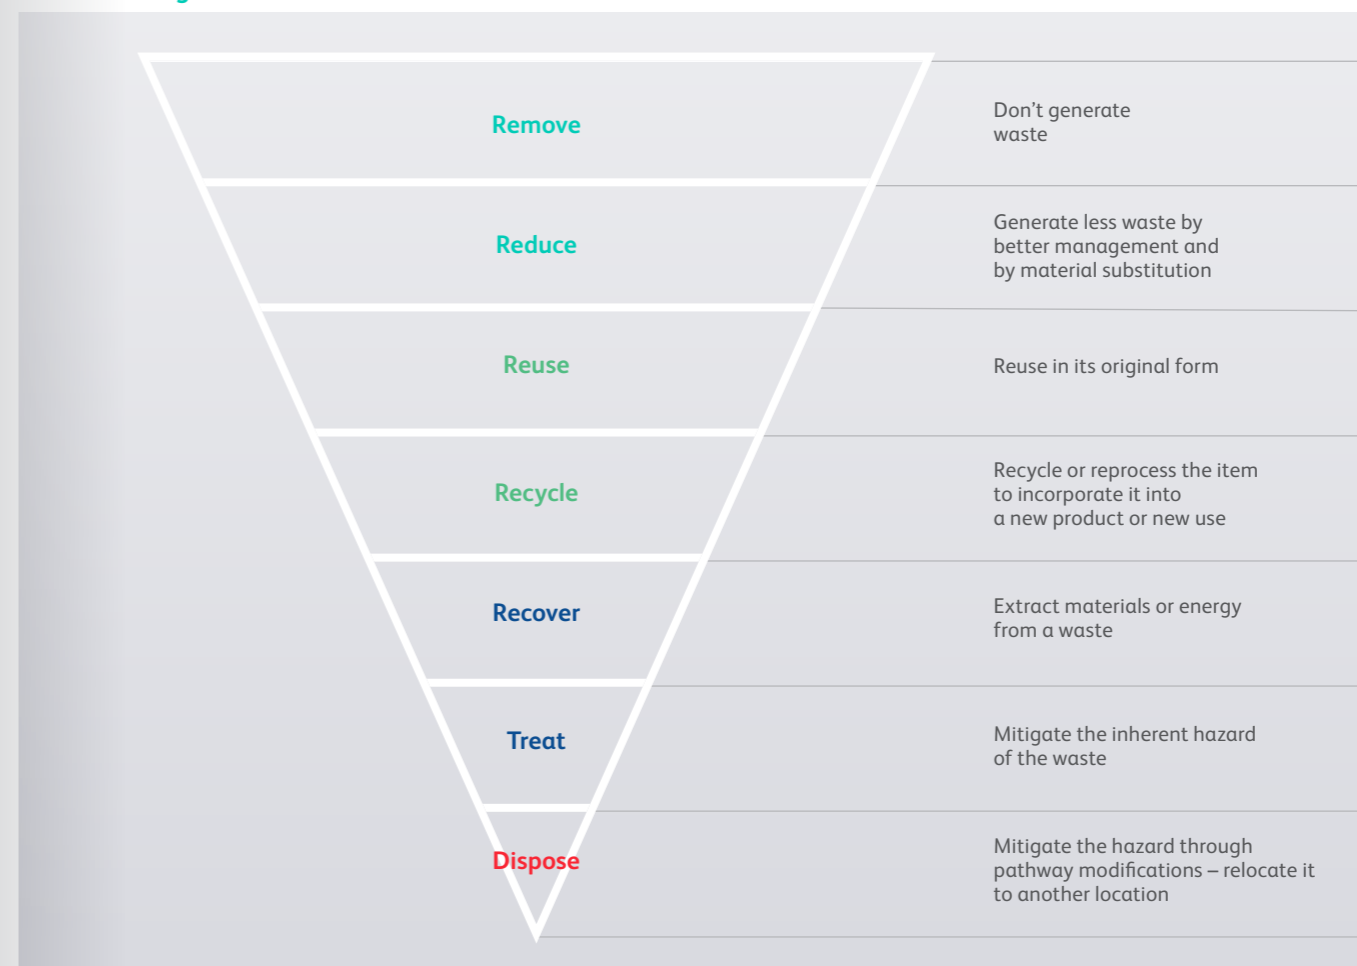 Remove
Don’t generate
waste
Reduce
Generate less waste by
better management and
by material substitution
Reuse
Reuse in its original form
Recycle
Recycle or reprocess the item
to incorporate it into
a new product or new use
Recover
Extract materials or energy
from a waste
Treat
Mitigate the inherent hazard
of the waste
Dispose
Mitigate the hazard through
pathway modifications – relocate it
to another location